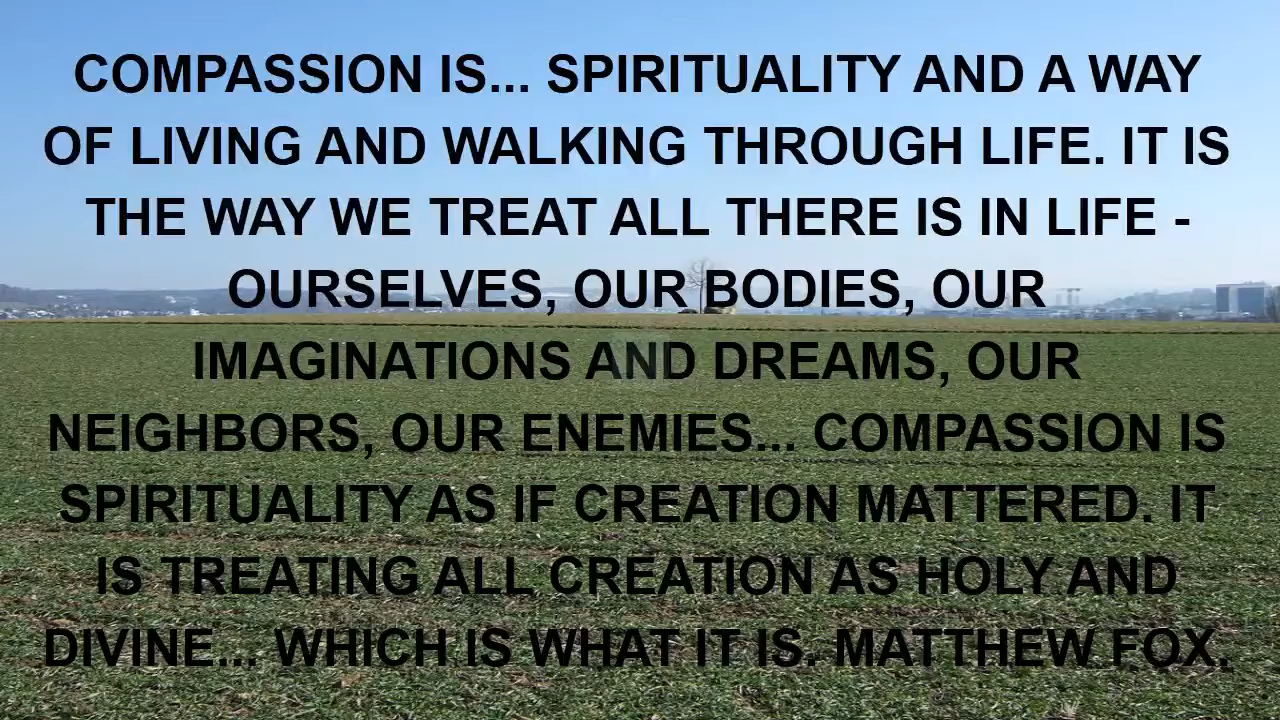 COMPASSION IS... SPIRITUALITY AND A WAY
OF LIVING AND WALKING THROUGH LIFE. IT IS
THE WAY WE TREAT ALL THERE IS IN LIFE -
OURSELVES, OUR BODIES, OUR
IMAGINATIONS AND DREAMS, OUR
NEIGHBORS, OUR ENEMIES... COMPASSION IS
SPIRITUALITY AS IF CREATION MATTERED. IT
IS TREATING ALL CREATION AS HOLY AND
DIVINE... WHICH IS WHAT IT IS. MATTHEW FOX.